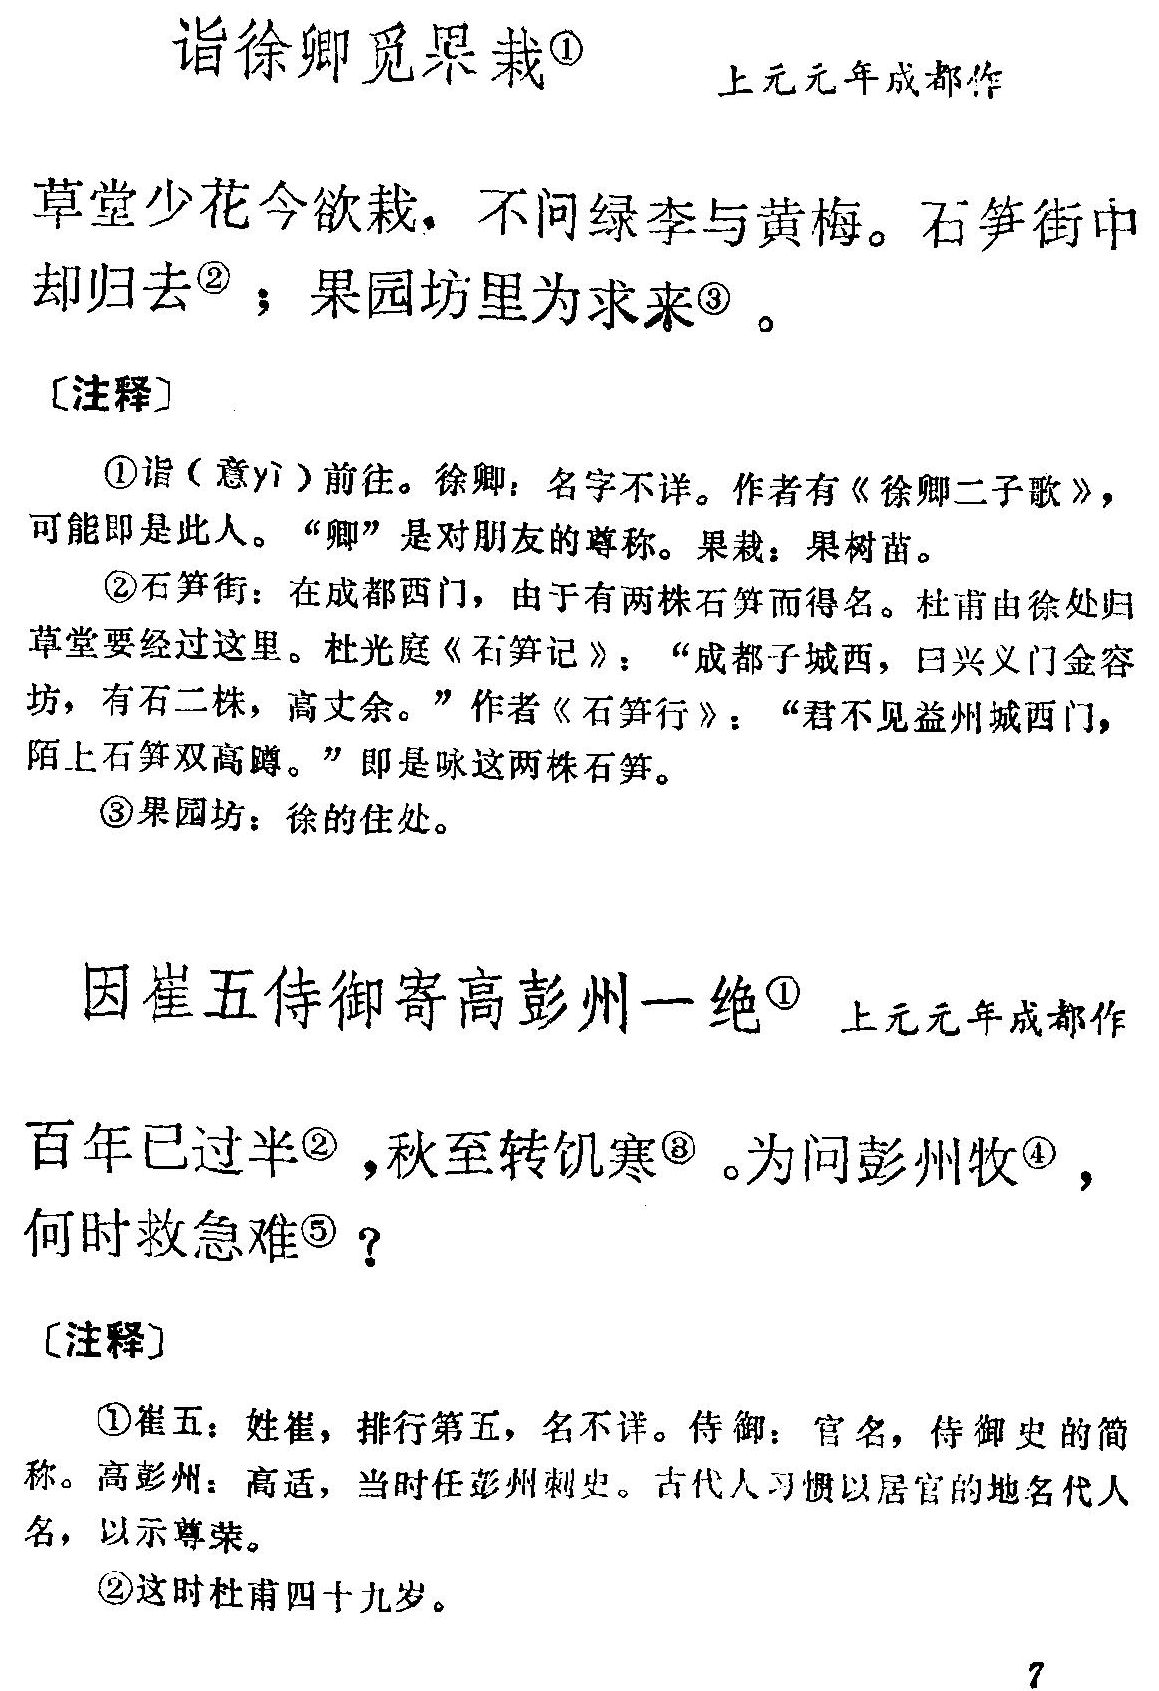 诣徐卿觅果栽① 上元元年成都作
草堂少花今欲栽，不问绿李与黄梅。石笋街中
却归去②；果园坊里为求来③。
〔注释〕
①诣（意yì）前往。徐卿：名字不详。作者有《徐卿二子歌》，
可能即是此人。“卿”是对朋友的尊称。果栽：果树苗。
②石笋街：在成都西门，由于有两株石笋而得名。杜甫由徐处归
草堂要经过这里。杜光庭《石笋记》：“成都子城西，曰兴义门金容
坊，有石二株，高丈余。”作者《石笋行》：“君不见益州城西门，
陌上石笋双高蹲。”即是咏这两株石笋。
③果园坊：徐的住处。
因崔五侍御寄高彭州一绝① 上元元年成都作
百年已过半②，秋至转饥寒③。为问彭州牧④，
何时救急难⑤？
〔注释〕
①崔五：姓崔，排行第五，名不详。侍御：官名，侍御史的简
称。高彭州：高适，当时任彭州刺史。古代人习惯以居官的地名代人
名，以示尊荣。
②这时杜甫四十九岁。
7